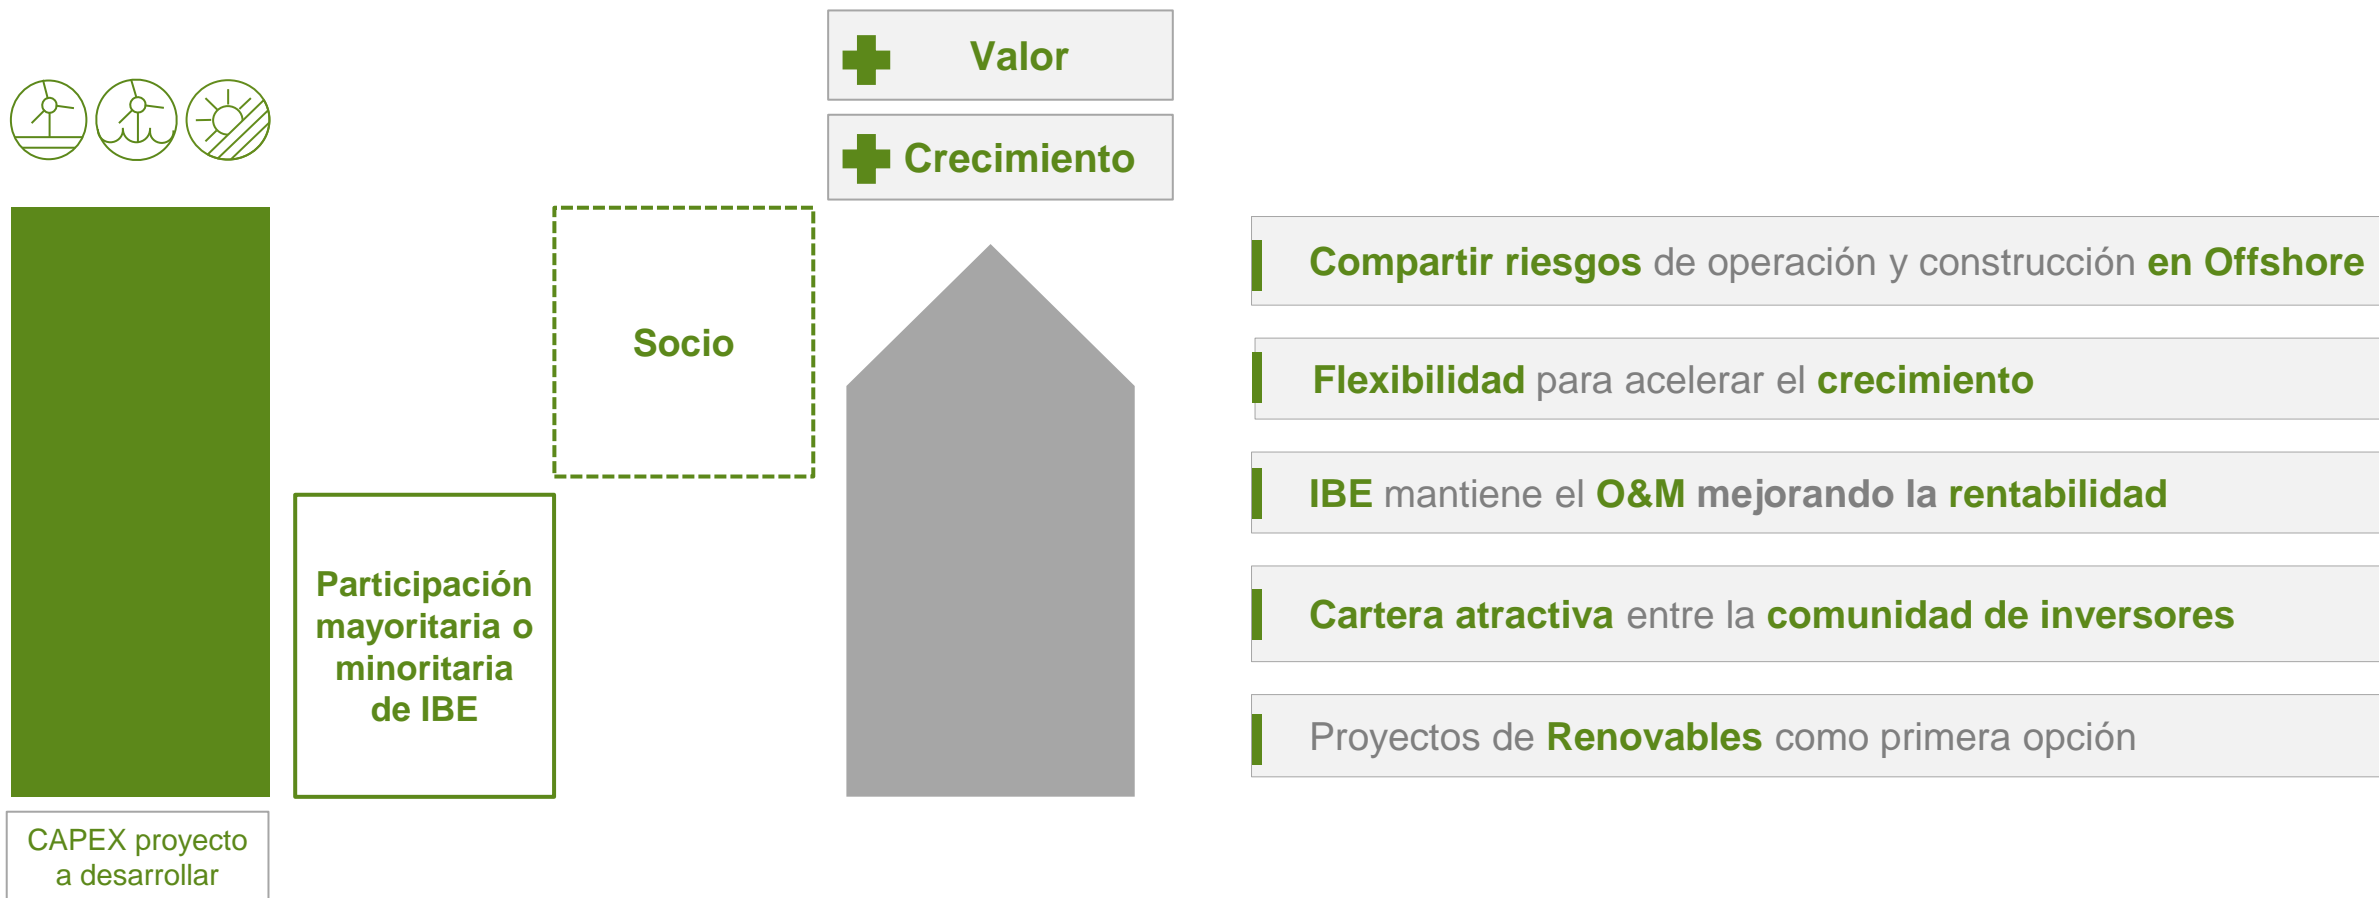 Valor
Crecimiento
Socio
Participación
mayoritaria o
minoritaria
de IBE
CAPEX proyecto
a desarrollar
Compartir riesgos de operación y construcción en Offshore
Flexibilidad para acelerar el crecimiento
IBE mantiene el O&M mejorando la rentabilidad
Cartera atractiva entre la comunidad de inversores
Proyectos de Renovables como primera opción